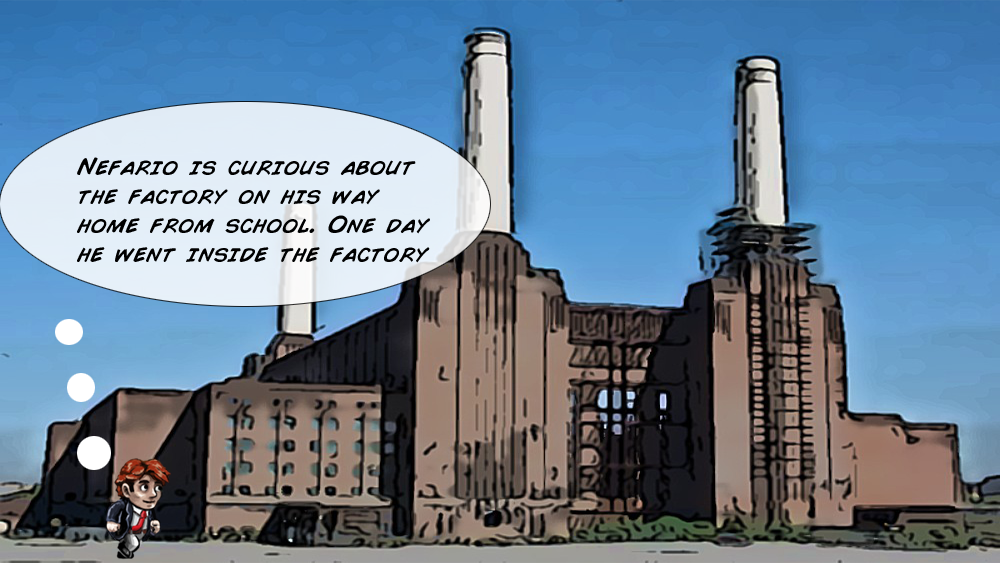 Nefario is curious about
the factory on his way
home from school. One day
he went inside the factory